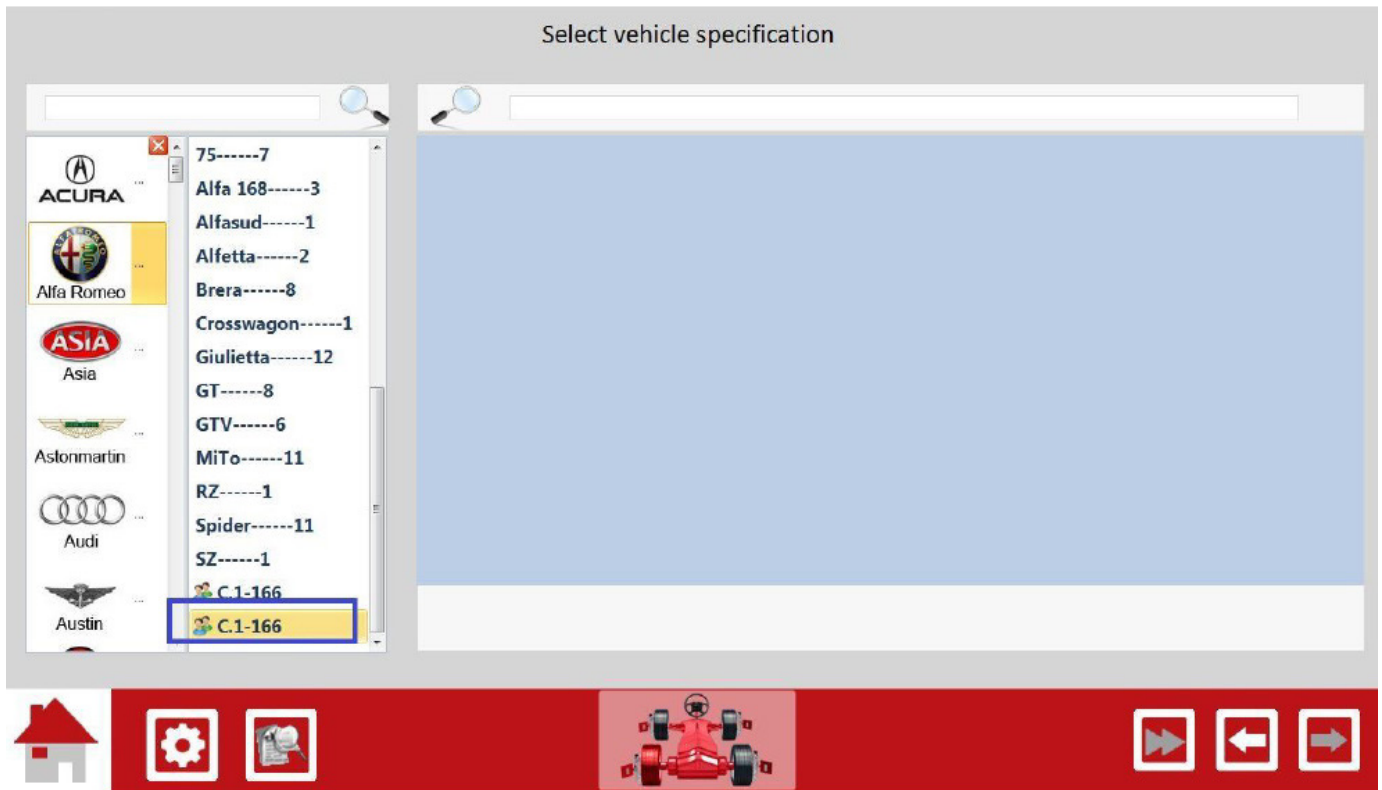 Select vehicle specification
ACURA
...
Alfa Romeo
...
ASIA
Asia
...
Astonmartin
...
Audi
...
Austin
...
75------7
Alfa 168------3
Alfasud------1
Alfetta------2
Brera------8
Crosswagon------1
Giulietta------12
GT------8
GTV------6
MiTo------11
RZ------1
Spider------11
SZ------1
C.1-166
C.1-166